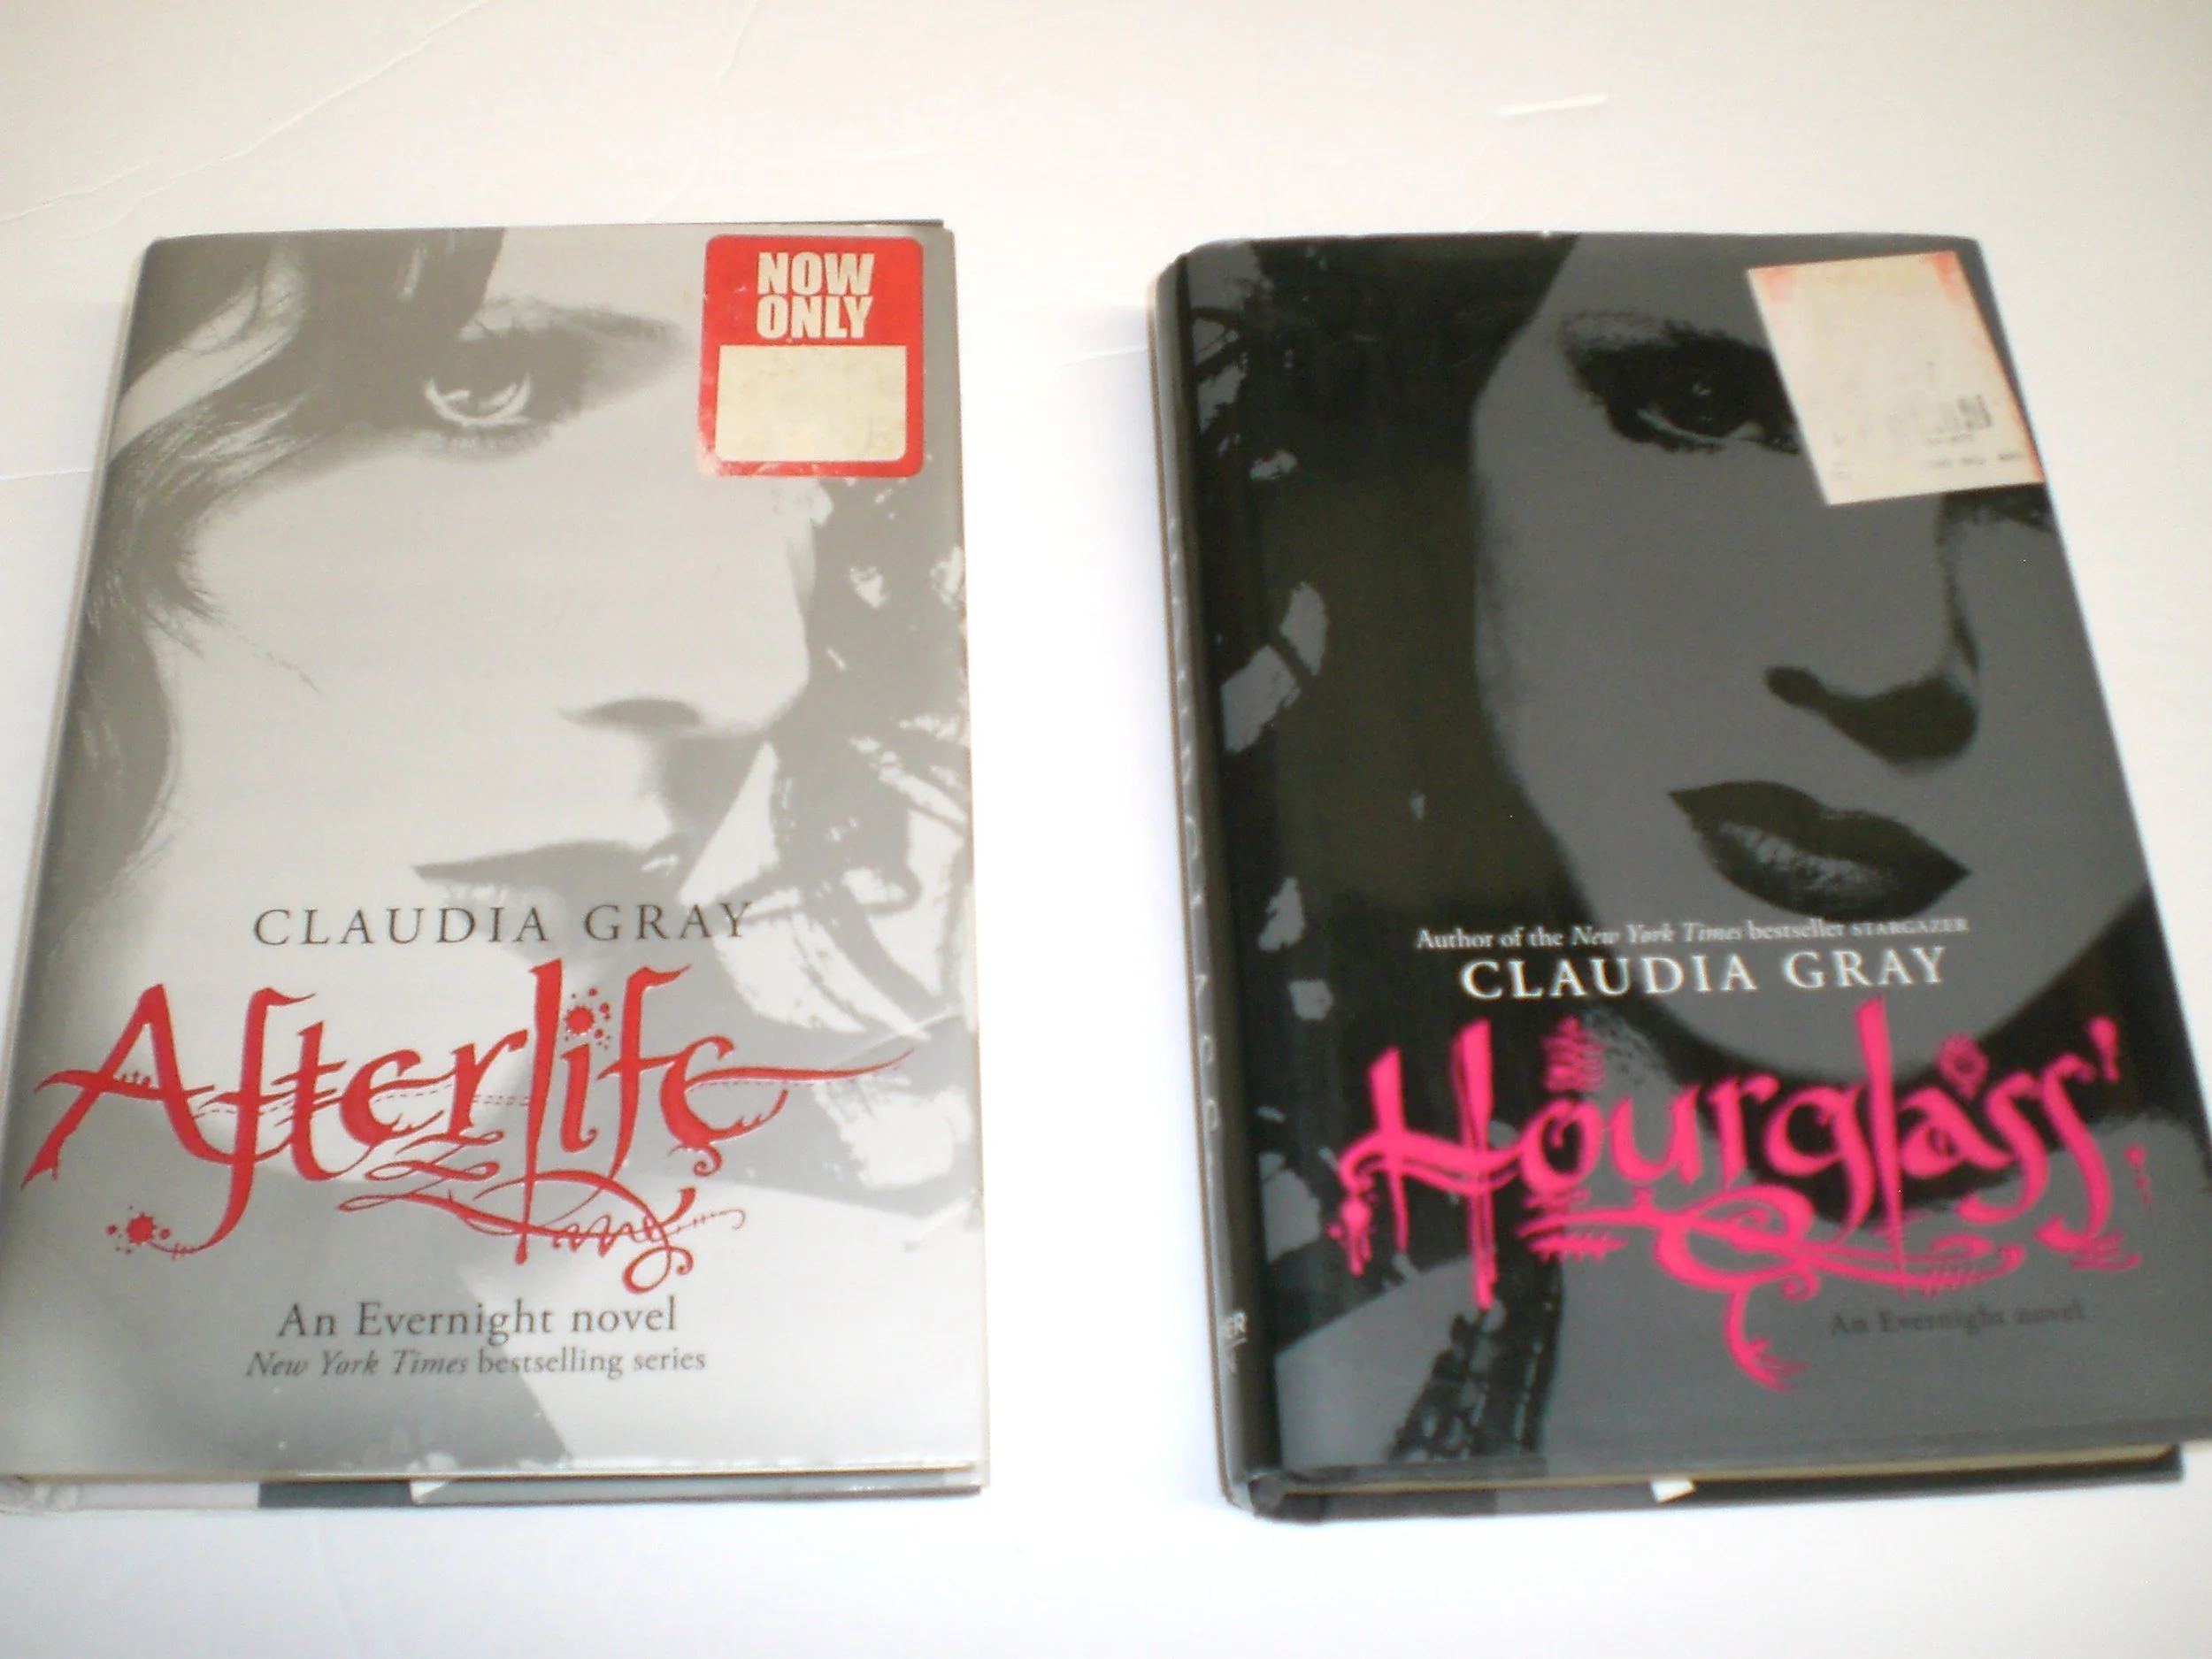 NOW
ONLY
CLAUDIA GRAY
Afterlife
An Evernight novel
New York Times bestselling series
Author of the New York Times bestseller STARGAZER
CLAUDIA GRAY
Hourglass
An Evernight novel